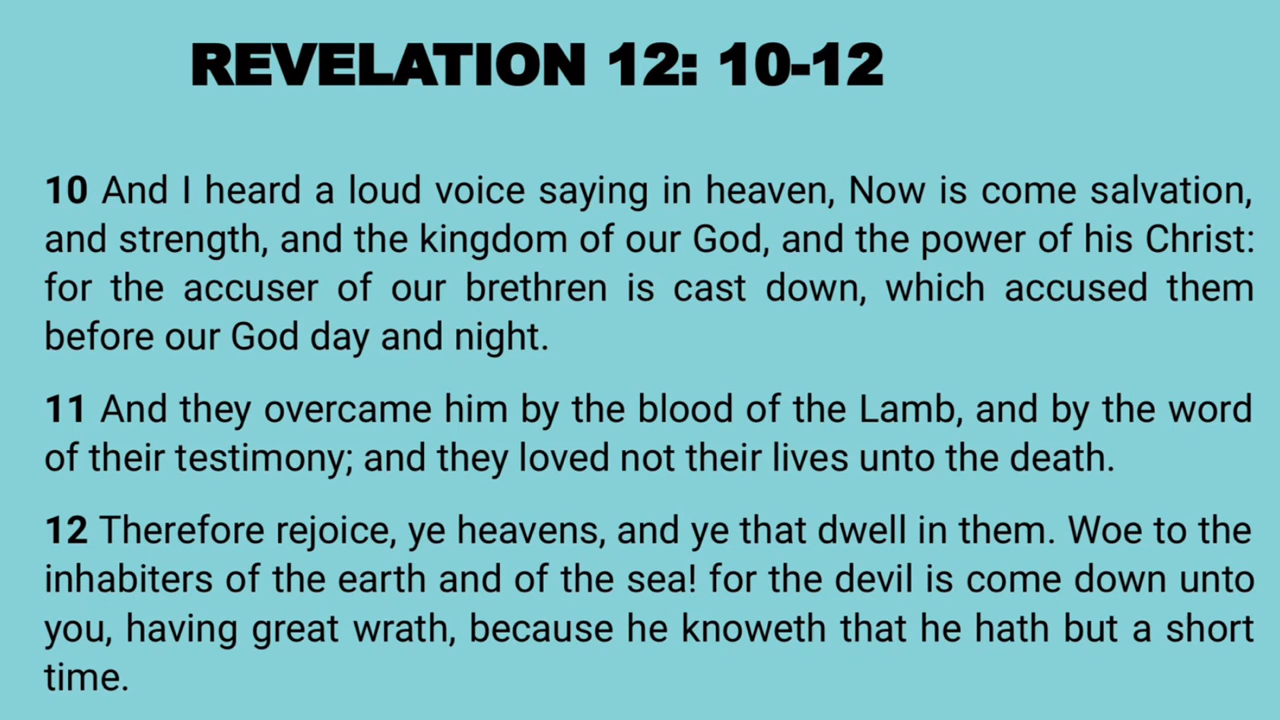 REVELATION 12: 10-12
10 And I heard a loud voice saying in heaven, Now is come salvation,
and strength, and the kingdom of our God, and the power of his Christ:
for the accuser of our brethren is cast down, which accused them
before our God day and night.
11 And they overcame him by the blood of the Lamb, and by the word
of their testimony; and they loved not their lives unto the death.
12 Therefore rejoice, ye heavens, and ye that dwell in them. Woe to the
inhabiters of the earth and of the sea! for the devil is come down unto
you, having great wrath, because he knoweth that he hath but a short
time.